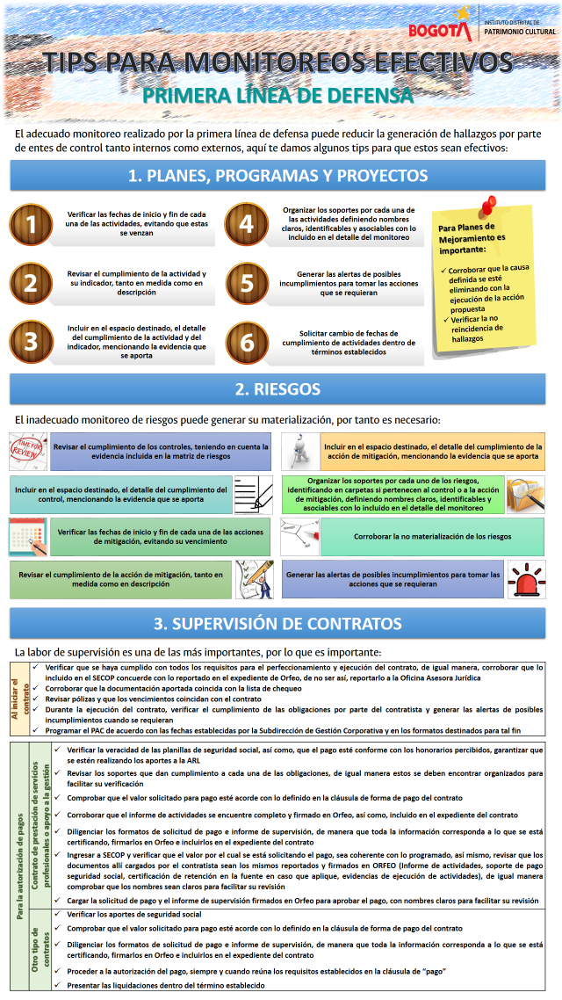 BOGOTA
INSTITUTO DISTRITAL DE
PATRIMONIO CULTURAL
TIPS PARA MONITOREOS EFECTIVOS
PRIMERA LÍNEA DE DEFENSA
El adecuado monitoreo realizado por la primera línea de defensa puede reducir la generación de hallazgos por parte
de entes de control tanto internos como externos, aquí te damos algunos tips para que estos sean efectivos:
1. PLANES, PROGRAMAS Y PROYECTOS
1
Verificar las fechas de inicio y fin de cada
una de las actividades, evitando que estas
se venzan
2
Revisar el cumplimiento de la actividad y
su indicador, tanto en medida como en
descripción
3
Incluir en el espacio destinado, el detalle
del cumplimiento de la actividad y del
indicador, mencionando la evidencia que
se aporta
4
Organizar los soportes por cada una de
las actividades definiendo nombres
claros, identificables y asociables con lo
incluido en el detalle del monitoreo
5
Generar las alertas de posibles
incumplimientos para tomar las acciones
que se requieran
6
Solicitar cambio de fechas de
cumplimiento de actividades dentro de
términos establecidos
Para Planes de
Mejoramiento es
importante:
✓ Corroborar que la causa
definida se esté
eliminando con la
ejecución de la acción
propuesta
✓ Verificar la no
reincidencia de
hallazgos
2. RIESGOS
El inadecuado monitoreo de riesgos puede generar su materialización, por tanto es necesario:
TIME FOR
REVIEW
Revisar el cumplimiento de los controles, teniendo en cuenta la
evidencia incluida en la matriz de riesgos
Incluir en el espacio destinado, el detalle del cumplimiento de la
acción de mitigación, mencionando la evidencia que se aporta
Incluir en el espacio destinado, el detalle del cumplimiento del
control, mencionando la evidencia que se aporta
Organizar los soportes por cada uno de los riesgos,
identificando en carpetas si pertenecen al control o a la acción
de mitigación, definiendo nombres claros, identificables y
asociables con lo incluido en el detalle del monitoreo
Verificar las fechas de inicio y fin de cada una de las acciones
de mitigación, evitando su vencimiento
Corroborar la no materialización de los riesgos
Revisar el cumplimiento de la acción de mitigación, tanto en
medida como en descripción
Generar las alertas de posibles incumplimientos para tomar las
acciones que se requieran
3. SUPERVISIÓN DE CONTRATOS
La labor de supervisión es una de las más importantes, por lo que es importante:
Al iniciar el
contrato
✓ Verificar que se haya cumplido con todos los requisitos para el perfeccionamiento y ejecución del contrato, de igual manera, corroborar que lo
incluido en el SECOP concuerde con lo reportado en el expediente de Orfeo, de no ser así, reportarlo a la Oficina Asesora Jurídica
✓ Corroborar que la documentación aportada coincida con la lista de chequeo
✓ Revisar pólizas y que los vencimientos coincidan con el contrato
✓ Durante la ejecución del contrato, verificar el cumplimiento de las obligaciones por parte del contratista y generar las alertas de posibles
incumplimientos cuando se requieran
✓ Programar el PAC de acuerdo con las fechas establecidas por la Subdirección de Gestión Corporativa y en los formatos destinados para tal fin
Para la autorización de pagos
Contrato de prestación de servicios
profesionales o apoyo a la gestión
✓ Verificar la veracidad de las planillas de seguridad social, así como, que el pago esté conforme con los honorarios percibidos, garantizar que
se estén realizando los aportes a la ARL
✓ Revisar los soportes que dan cumplimiento a cada una de las obligaciones, de igual manera estos se deben encontrar organizados para
facilitar su verificación
✓ Comprobar que el valor solicitado para pago esté acorde con lo definido en la cláusula de forma de pago del contrato
✓ Corroborar que el informe de actividades se encuentre completo y firmado en Orfeo, así como, incluido en el expediente del contrato
✓ Diligenciar los formatos de solicitud de pago e informe de supervisión, de manera que toda la información corresponda a lo que se está
certificando, firmarlos en Orfeo e incluirlos en el expediente del contrato
✓ Ingresar a SECOP y verificar que el valor por el cual se está solicitando el pago, sea coherente con lo programado, así mismo, revisar que los
documentos allí cargados por el contratista sean los mismos reportados y firmados en ORFEO (Informe de actividades, soporte de pago
seguridad social, certificación de retención en la fuente en caso que aplique, evidencias de ejecución de actividades), de igual manera
comprobar que los nombres sean claros para facilitar su revisión
✓ Cargar la solicitud de pago y el informe de supervisión firmados en Orfeo para aprobar el pago, con nombres claros para facilitar su revisión
Otro tipo de
contratos
✓ Verificar los aportes de seguridad social
✓ Comprobar que el valor solicitado para pago esté acorde con lo definido en la cláusula de forma de pago del contrato
✓ Diligenciar los formatos de solicitud de pago e informe de supervisión, de manera que toda la información corresponda a lo que se está
certificando, firmarlos en Orfeo e incluirlos en el expediente del contrato
✓ Proceder a la autorización del pago, siempre y cuando reúna los requisitos establecidos en la cláusula de “pago”
✓ Presentar las liquidaciones dentro del término establecido